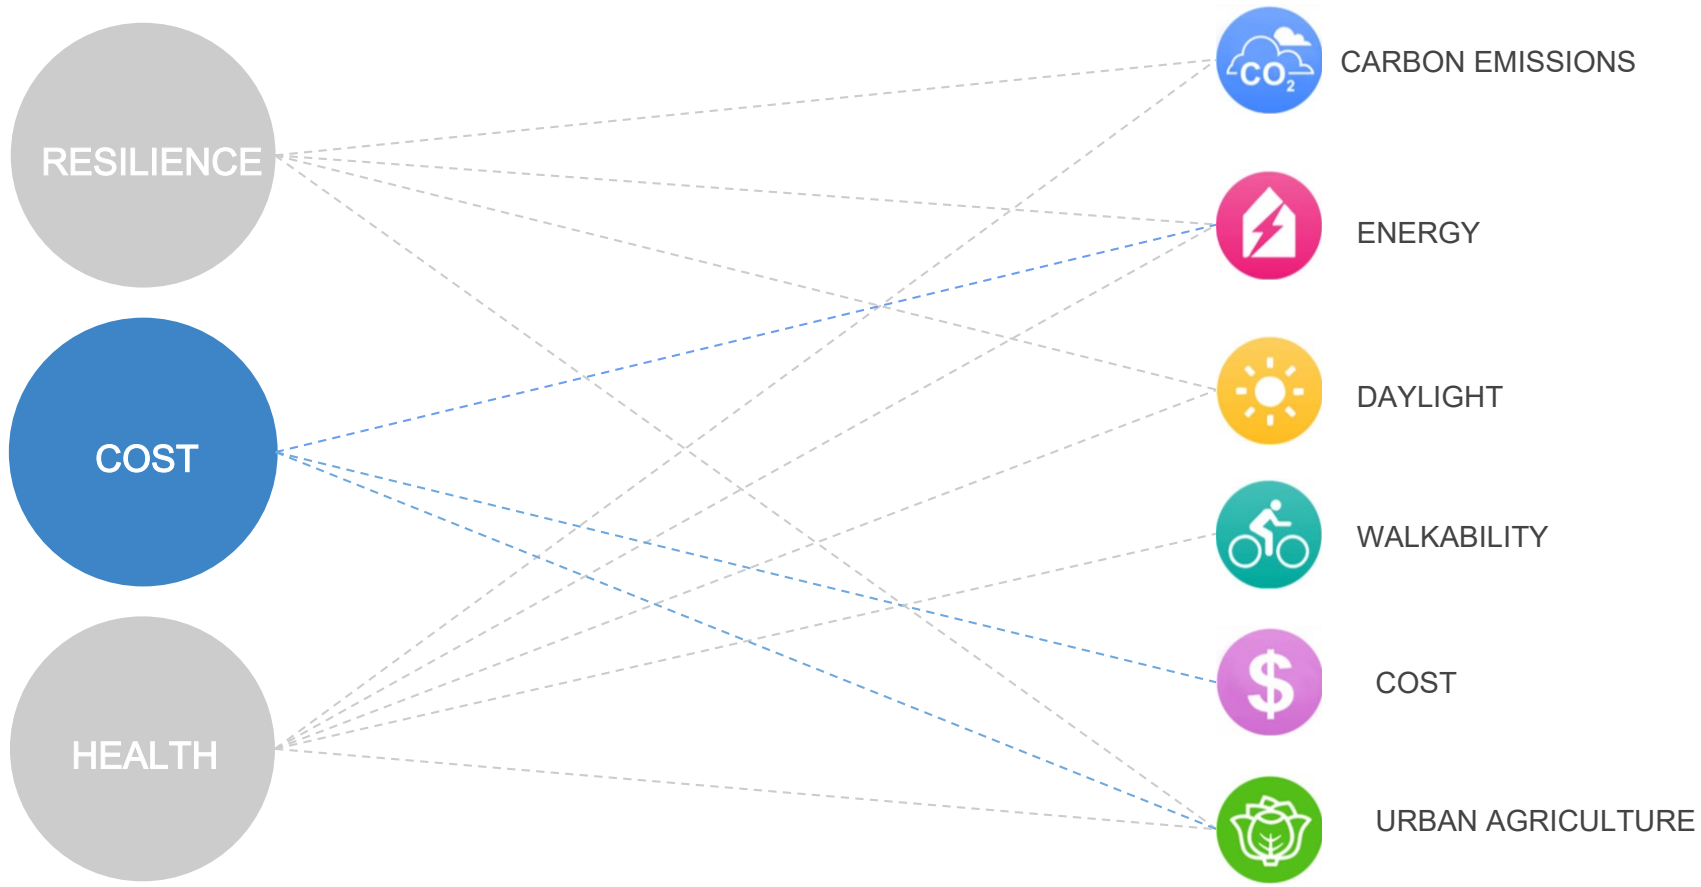 RESILIENCE
COST
HEALTH
CO2
CARBON EMISSIONS
ENERGY
DAYLIGHT
WALKABILITY
$
COST
URBAN AGRICULTURE